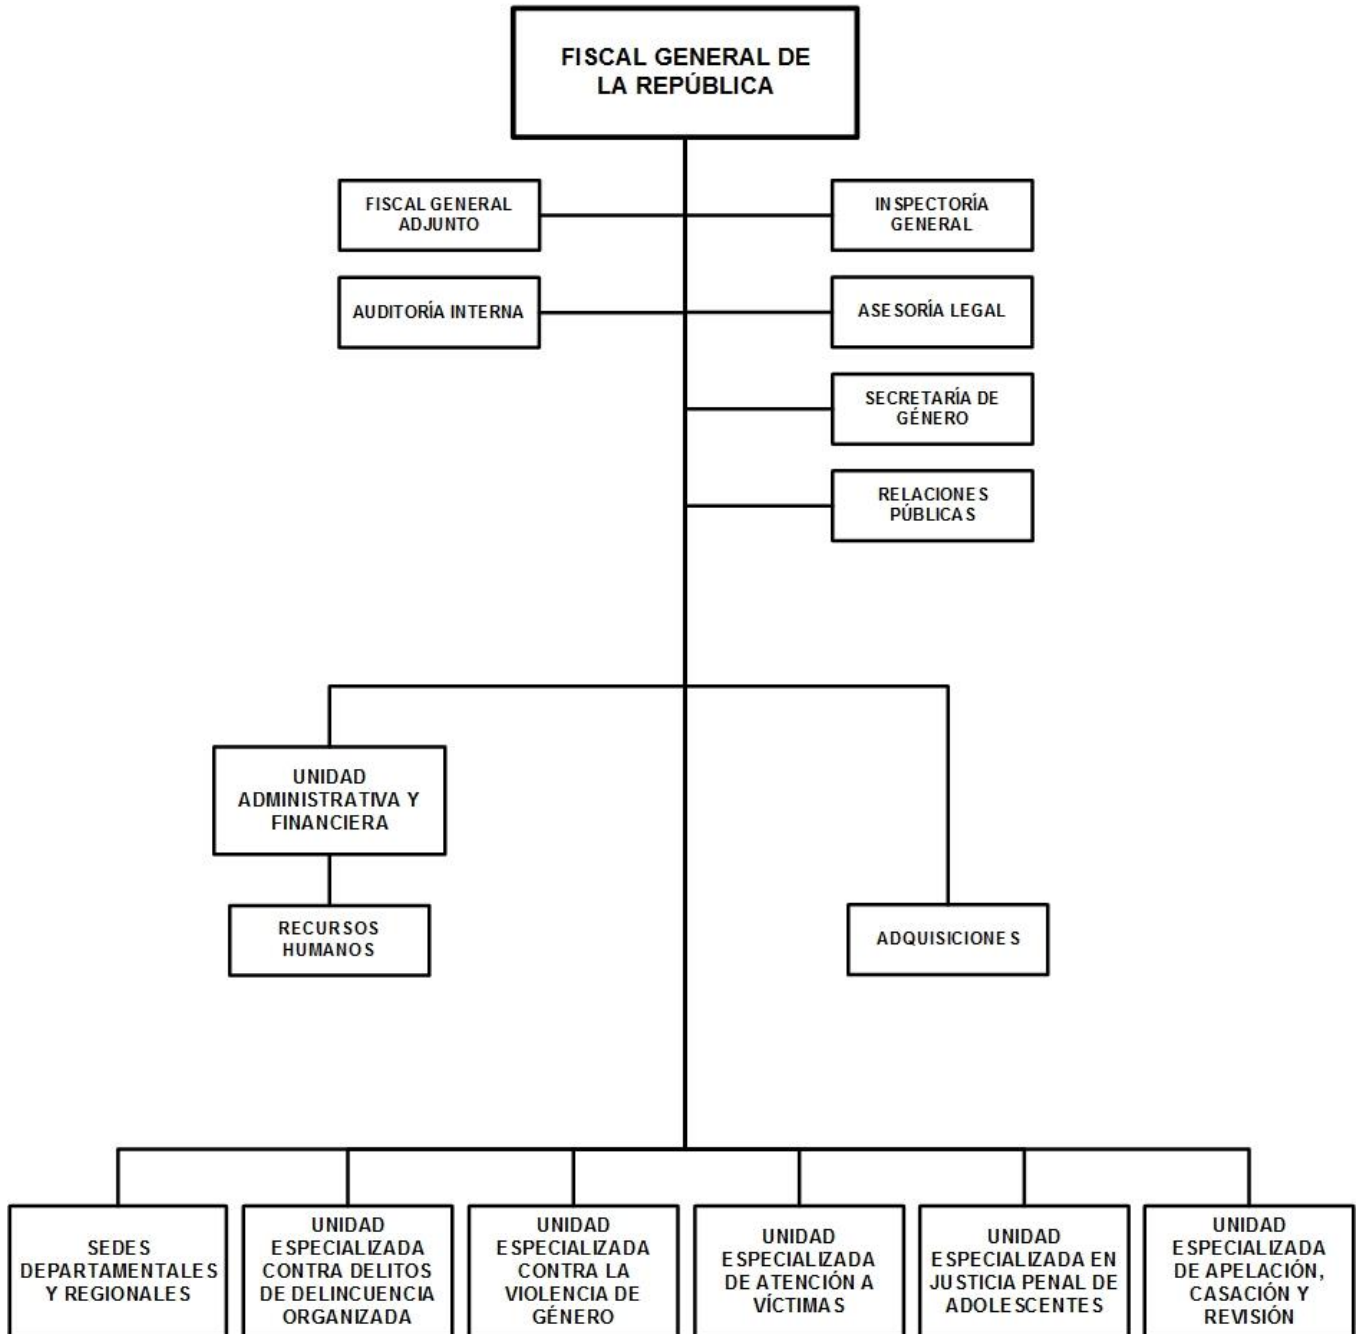 FISCAL GENERAL DE
LA REPÚBLICA
FISCAL GENERAL
ADJUNTO
INSPECTORÍA
GENERAL
AUDITORÍA INTERNA
ASESORÍA LEGAL
SECRETARÍA DE
GÉNERO
RELACIONES
PÚBLICAS
UNIDAD
ADMINISTRATIVA Y
FINANCIERA
RECURSOS
HUMANOS
ADQUISICIONES
SEDES
DEPARTAMENTALES
Y REGIONALES
UNIDAD
ESPECIALIZADA
CONTRA DELITOS
DE DELINCUENCIA
ORGANIZADA
UNIDAD
ESPECIALIZADA
CONTRA LA
VIOLENCIA DE
GÉNERO
UNIDAD
ESPECIALIZADA
DE ATENCIÓN A
VÍCTIMAS
UNIDAD
ESPECIALIZADA EN
JUSTICIA PENAL DE
ADOLESCENTES
UNIDAD
ESPECIALIZADA
DE APELACIÓN,
CASACIÓN Y
REVISIÓN